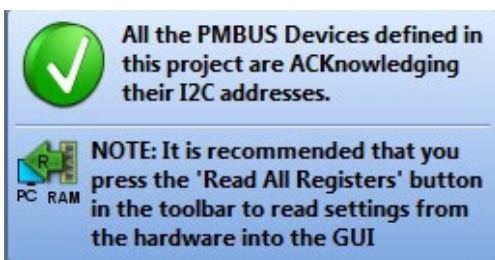 All the PMBUS Devices defined in
this project are ACKnowledging
their I2C addresses.
R
PC RAM
NOTE: It is recommended that you
press the 'Read All Registers' button
in the toolbar to read settings from
the hardware into the GUI